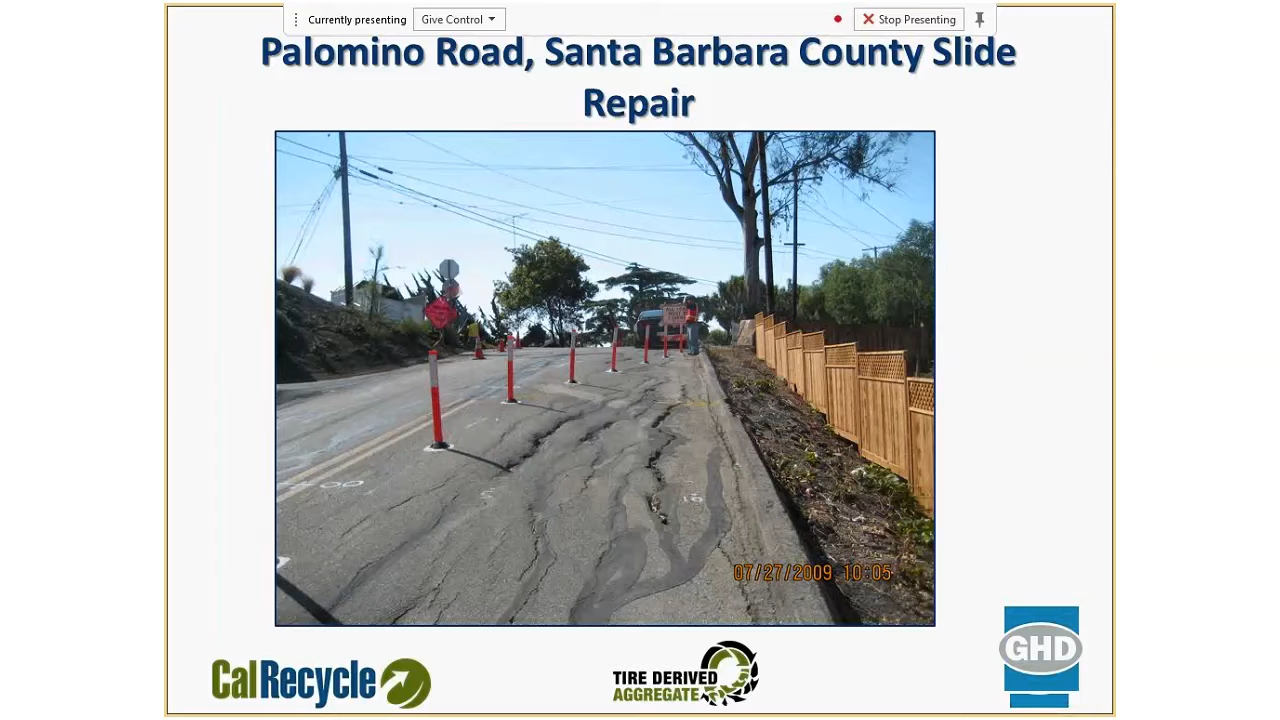 Currently presenting
Give Control
Stop Presenting
Palomino Road, Santa Barbara County Slide
Repair
07/27/2009 10:05
CalRecycle
TIRE DERIVED
AGGREGATE
GHD